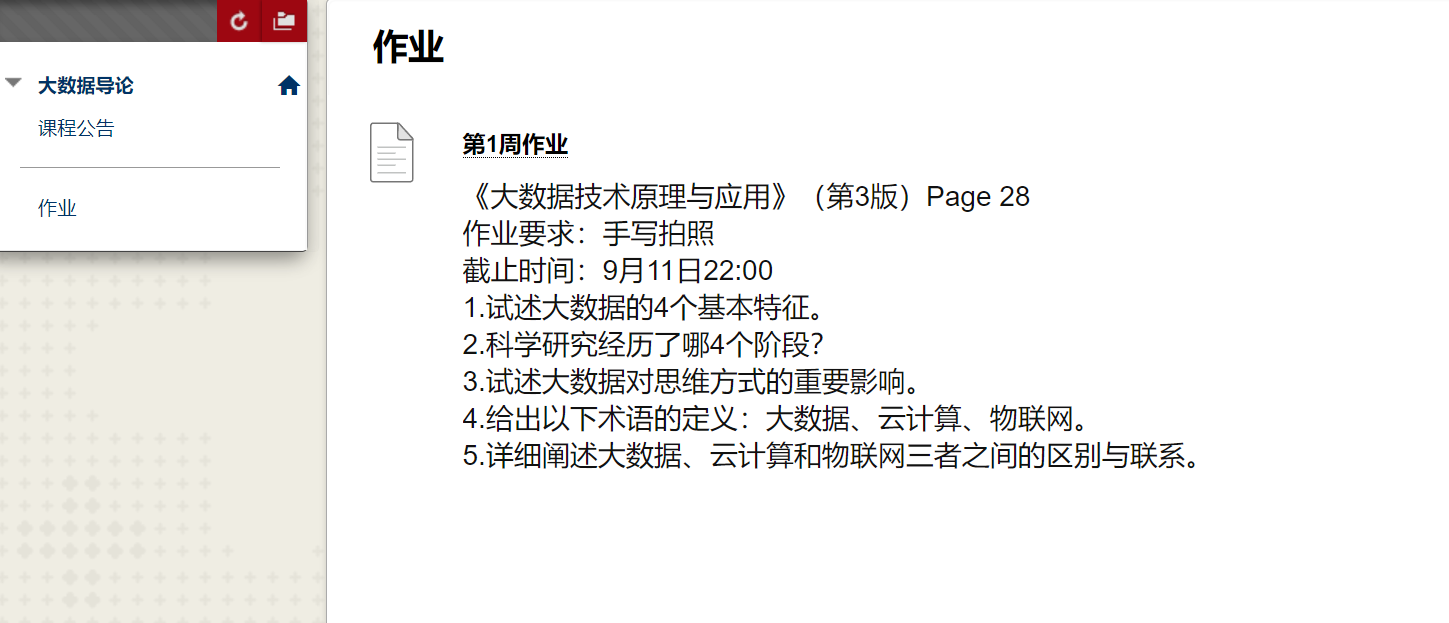 大数据导论
课程公告
作业
作业
第1周作业
《大数据技术原理与应用》（第3版）Page 28
作业要求：手写拍照
截止时间：9月11日22:00
1.试述大数据的4个基本特征。
2.科学研究经历了哪4个阶段？
3.试述大数据对思维方式的重要影响。
4.给出以下术语的定义：大数据、云计算、物联网。
5.详细阐述大数据、云计算和物联网三者之间的区别与联系。